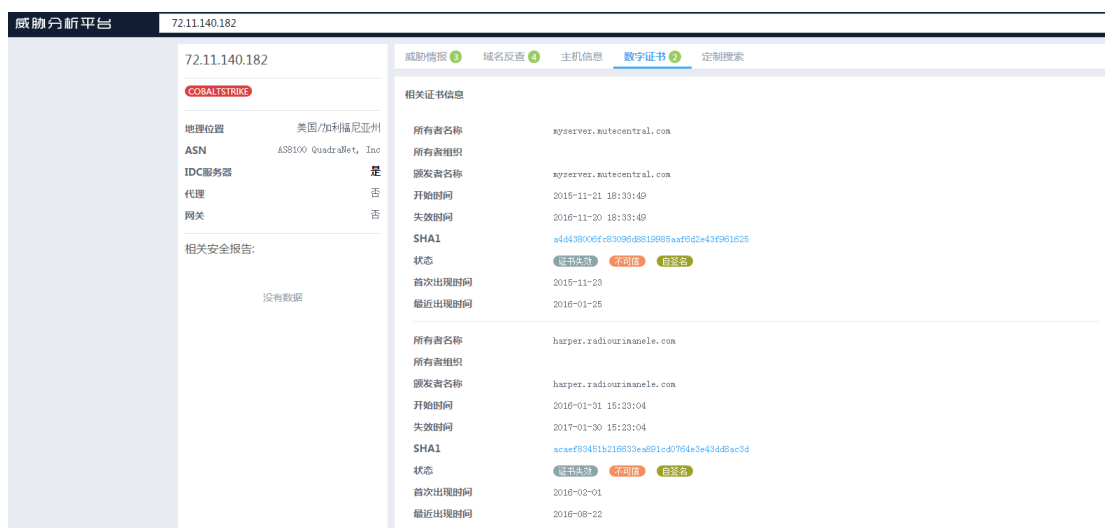 威胁分析平台 72.11.140.182
72.11.140.182
COBALTSTRIKE
地理位置 美国/加利福尼亚州
ASN AS8100 QuadraNet, Inc
IDC服务器 是
代理 否
网关 否
相关安全报告:
没有数据
威胁情报 3 域名反查 4 主机信息 数字证书 2 定制搜索
相关证书信息
所有者名称 myserver.mutecentral.com
所有者组织
颁发者名称 myserver.mutecentral.com
开始时间 2015-11-21 18:33:49
失效时间 2016-11-20 18:33:49
SHA1 a4d438006fc83096d8819985aaf6d2e43f961625
状态 证书失效 不可信 自签名
首次出现时间 2015-11-23
最近出现时间 2016-01-25
所有者名称 harper.radiourimanele.com
所有者组织
颁发者名称 harper.radiourimanele.com
开始时间 2016-01-31 15:23:04
失效时间 2017-01-30 15:23:04
SHA1 acaef83451b216633ea891cd0764e3e43dd8ac3d
状态 证书失效 不可信 自签名
首次出现时间 2016-02-01
最近出现时间 2016-08-22